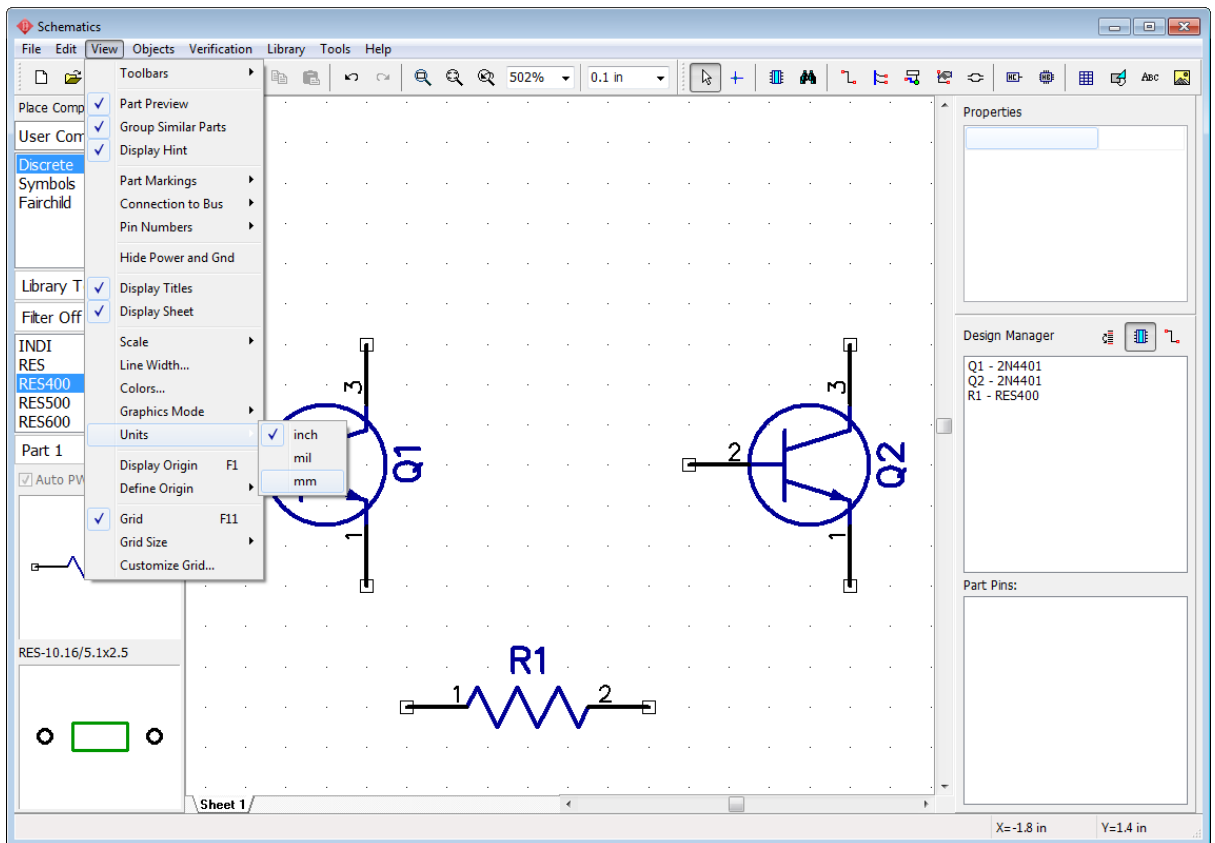 Schematics
File Edit View Objects Verification Library Tools Help
502% 0.1 in ABC
Place Comp
User Com
Discrete
Symbols
Fairchild
Library T
Filter Off
INDI
RES
RES400
RES500
RES600
Part 1
Auto PW
RES-10.16/5.1x2.5
Toolbars
Part Preview
Group Similar Parts
Display Hint
Part Markings
Connection to Bus
Pin Numbers
Hide Power and Gnd
Display Titles
Display Sheet
Scale
Line Width...
Colors...
Graphics Mode
Units
Display Origin F1
Define Origin
Grid F11
Grid Size
Customize Grid...
inch
mil
mm
3
Q1
1
3
2
Q2
1
R1
1 2
Sheet 1
Properties
Design Manager
Q1 - 2N4401
Q2 - 2N4401
R1 - RES400
Part Pins:
X=-1.8 in Y=1.4 in